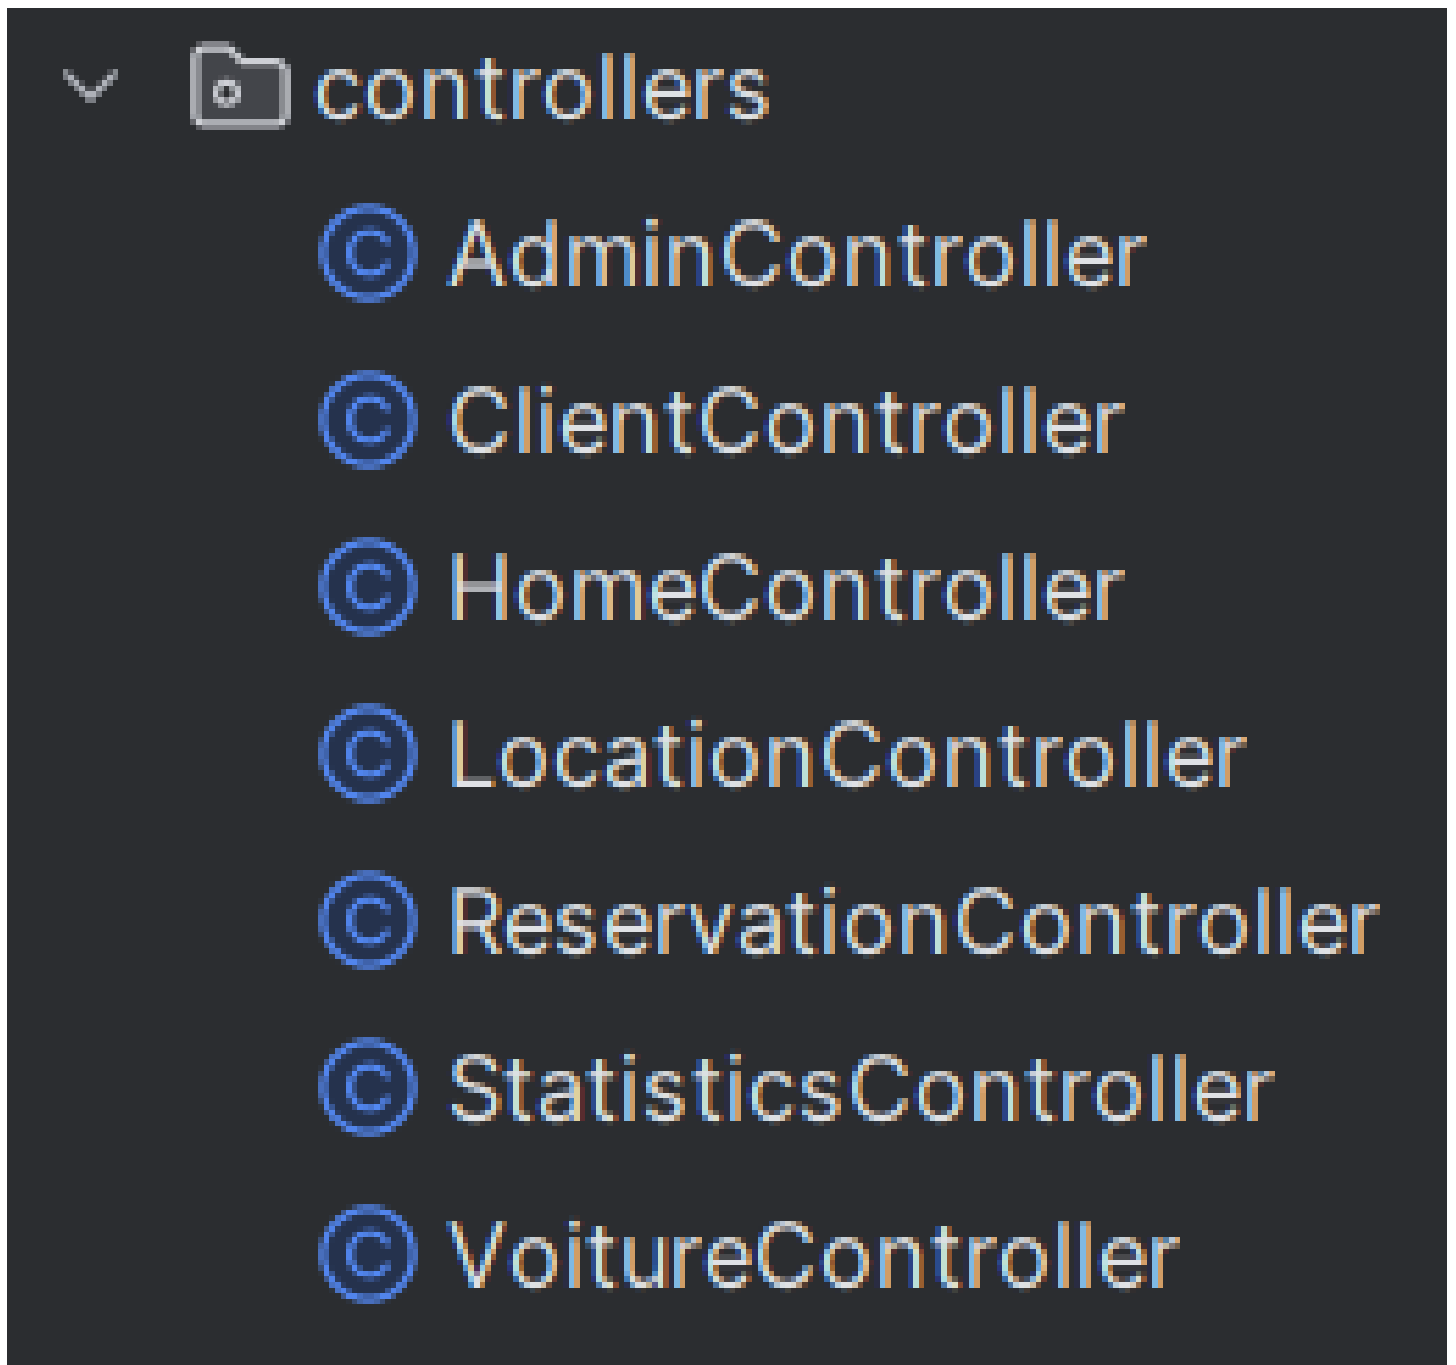 controllers
AdminController
ClientController
HomeController
LocationController
ReservationController
StatisticsController
VoitureController